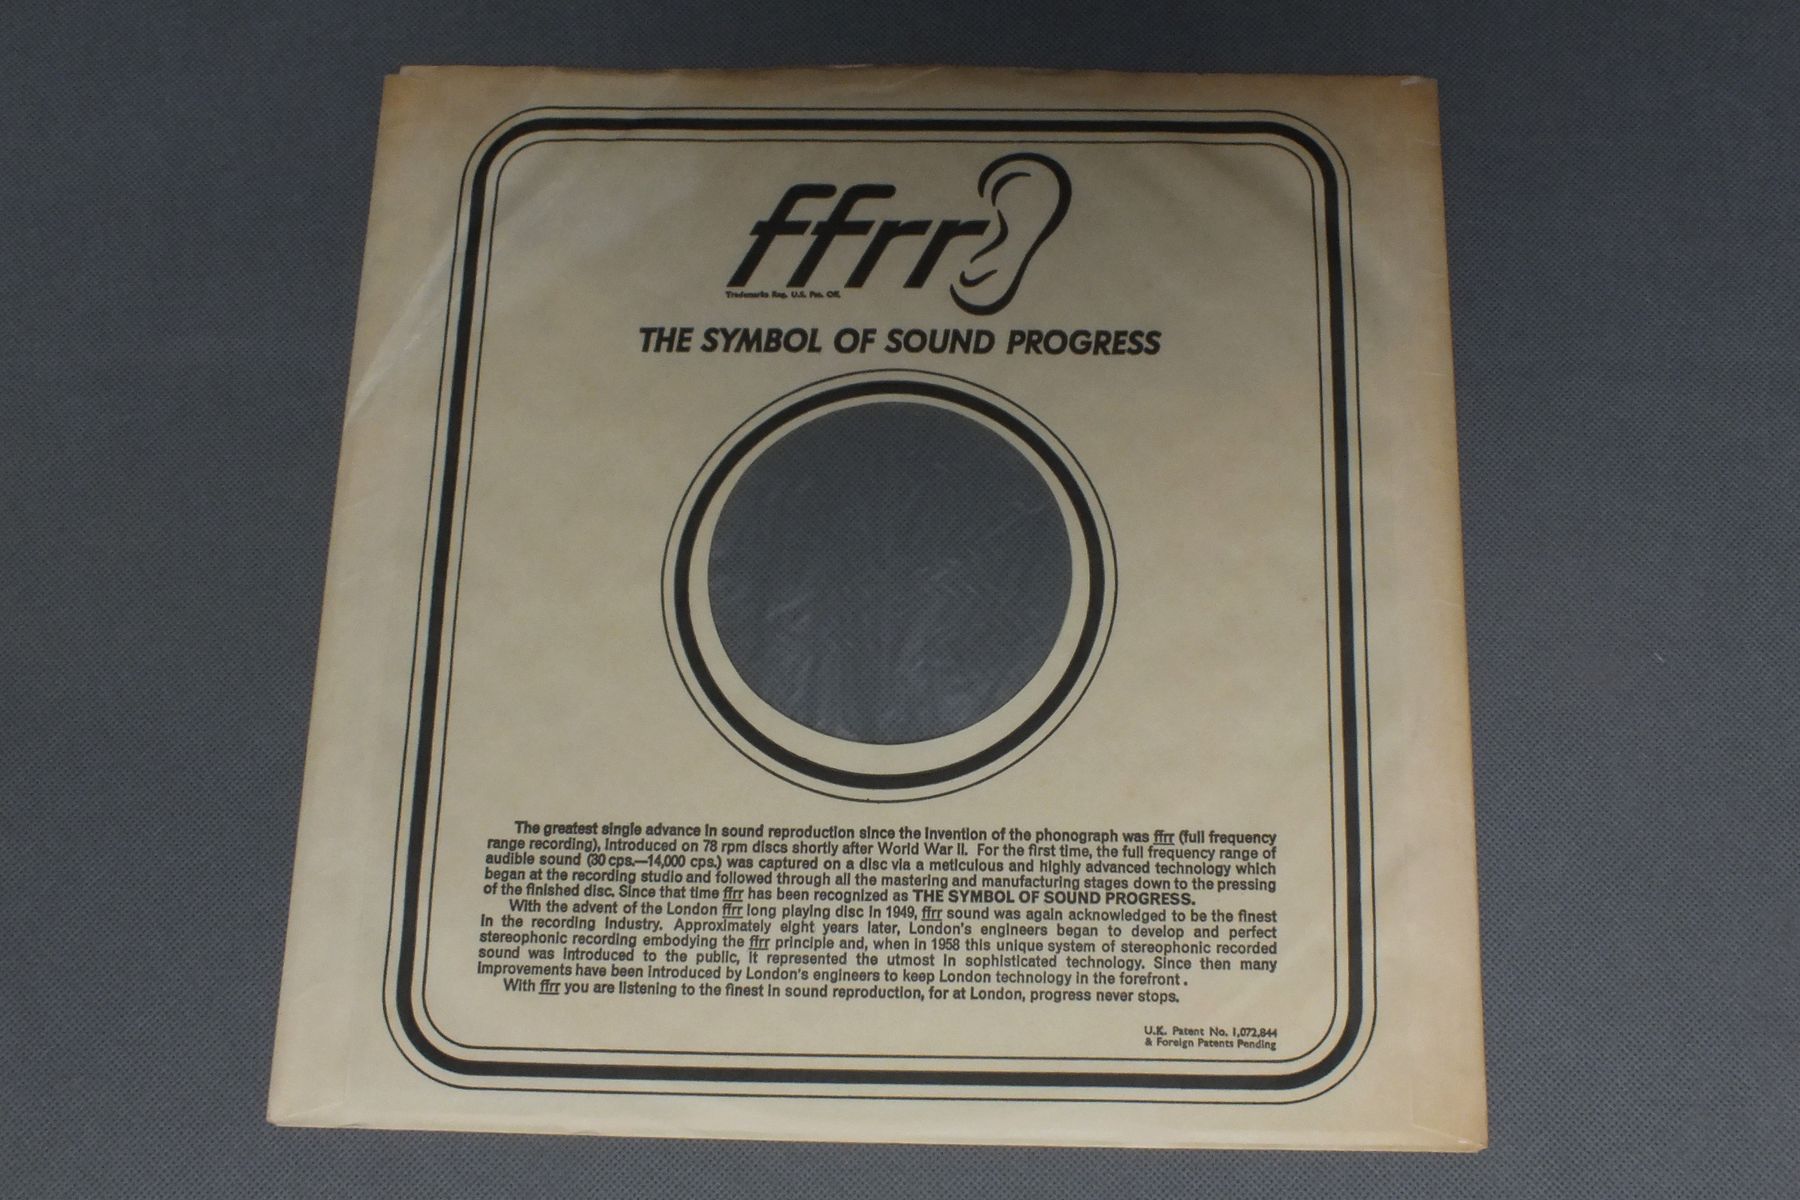 ffrr
Trademarks Reg. U.S. Pat. Off.
THE SYMBOL OF SOUND PROGRESS
The greatest single advance in sound reproduction since the invention of the phonograph was ffrr (full frequency
range recording), introduced on 78 rpm discs shortly after World War II. For the first time, the full frequency range of
audible sound (30 cps.—14,000 cps.) was captured on a disc via a meticulous and highly advanced technology which
began at the recording studio and followed through all the mastering and manufacturing stages down to the pressing
of the finished disc. Since that time ffrr has been recognized as THE SYMBOL OF SOUND PROGRESS.
With the advent of the London ffrr long playing disc in 1949, ffrr sound was again acknowledged to be the finest
in the recording industry. Approximately eight years later, London's engineers began to develop and perfect
stereophonic recording embodying the ffrr principle and, when in 1958 this unique system of stereophonic recorded
sound was introduced to the public, it represented the utmost in sophisticated technology. Since then many
improvements have been introduced by London's engineers to keep London technology in the forefront.
With ffrr you are listening to the finest in sound reproduction, for at London, progress never stops.
U.K. Patent No. 1,072,844
& Foreign Patents Pending